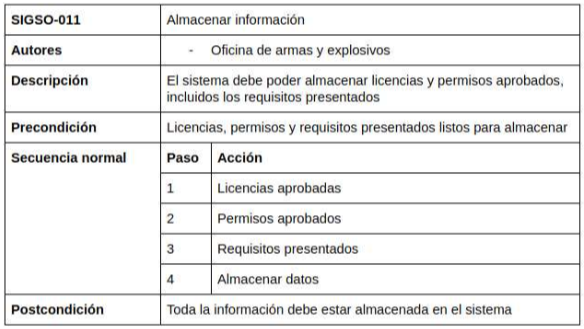 SIGSO-011 Almacenar información
Autores - Oficina de armas y explosivos
Descripción El sistema debe poder almacenar licencias y permisos aprobados,
incluidos los requisitos presentados
Precondición Licencias, permisos y requisitos presentados listos para almacenar
Secuencia normal Paso Acción
1 Licencias aprobadas
2 Permisos aprobados
3 Requisitos presentados
4 Almacenar datos
Postcondición Toda la información debe estar almacenada en el sistema